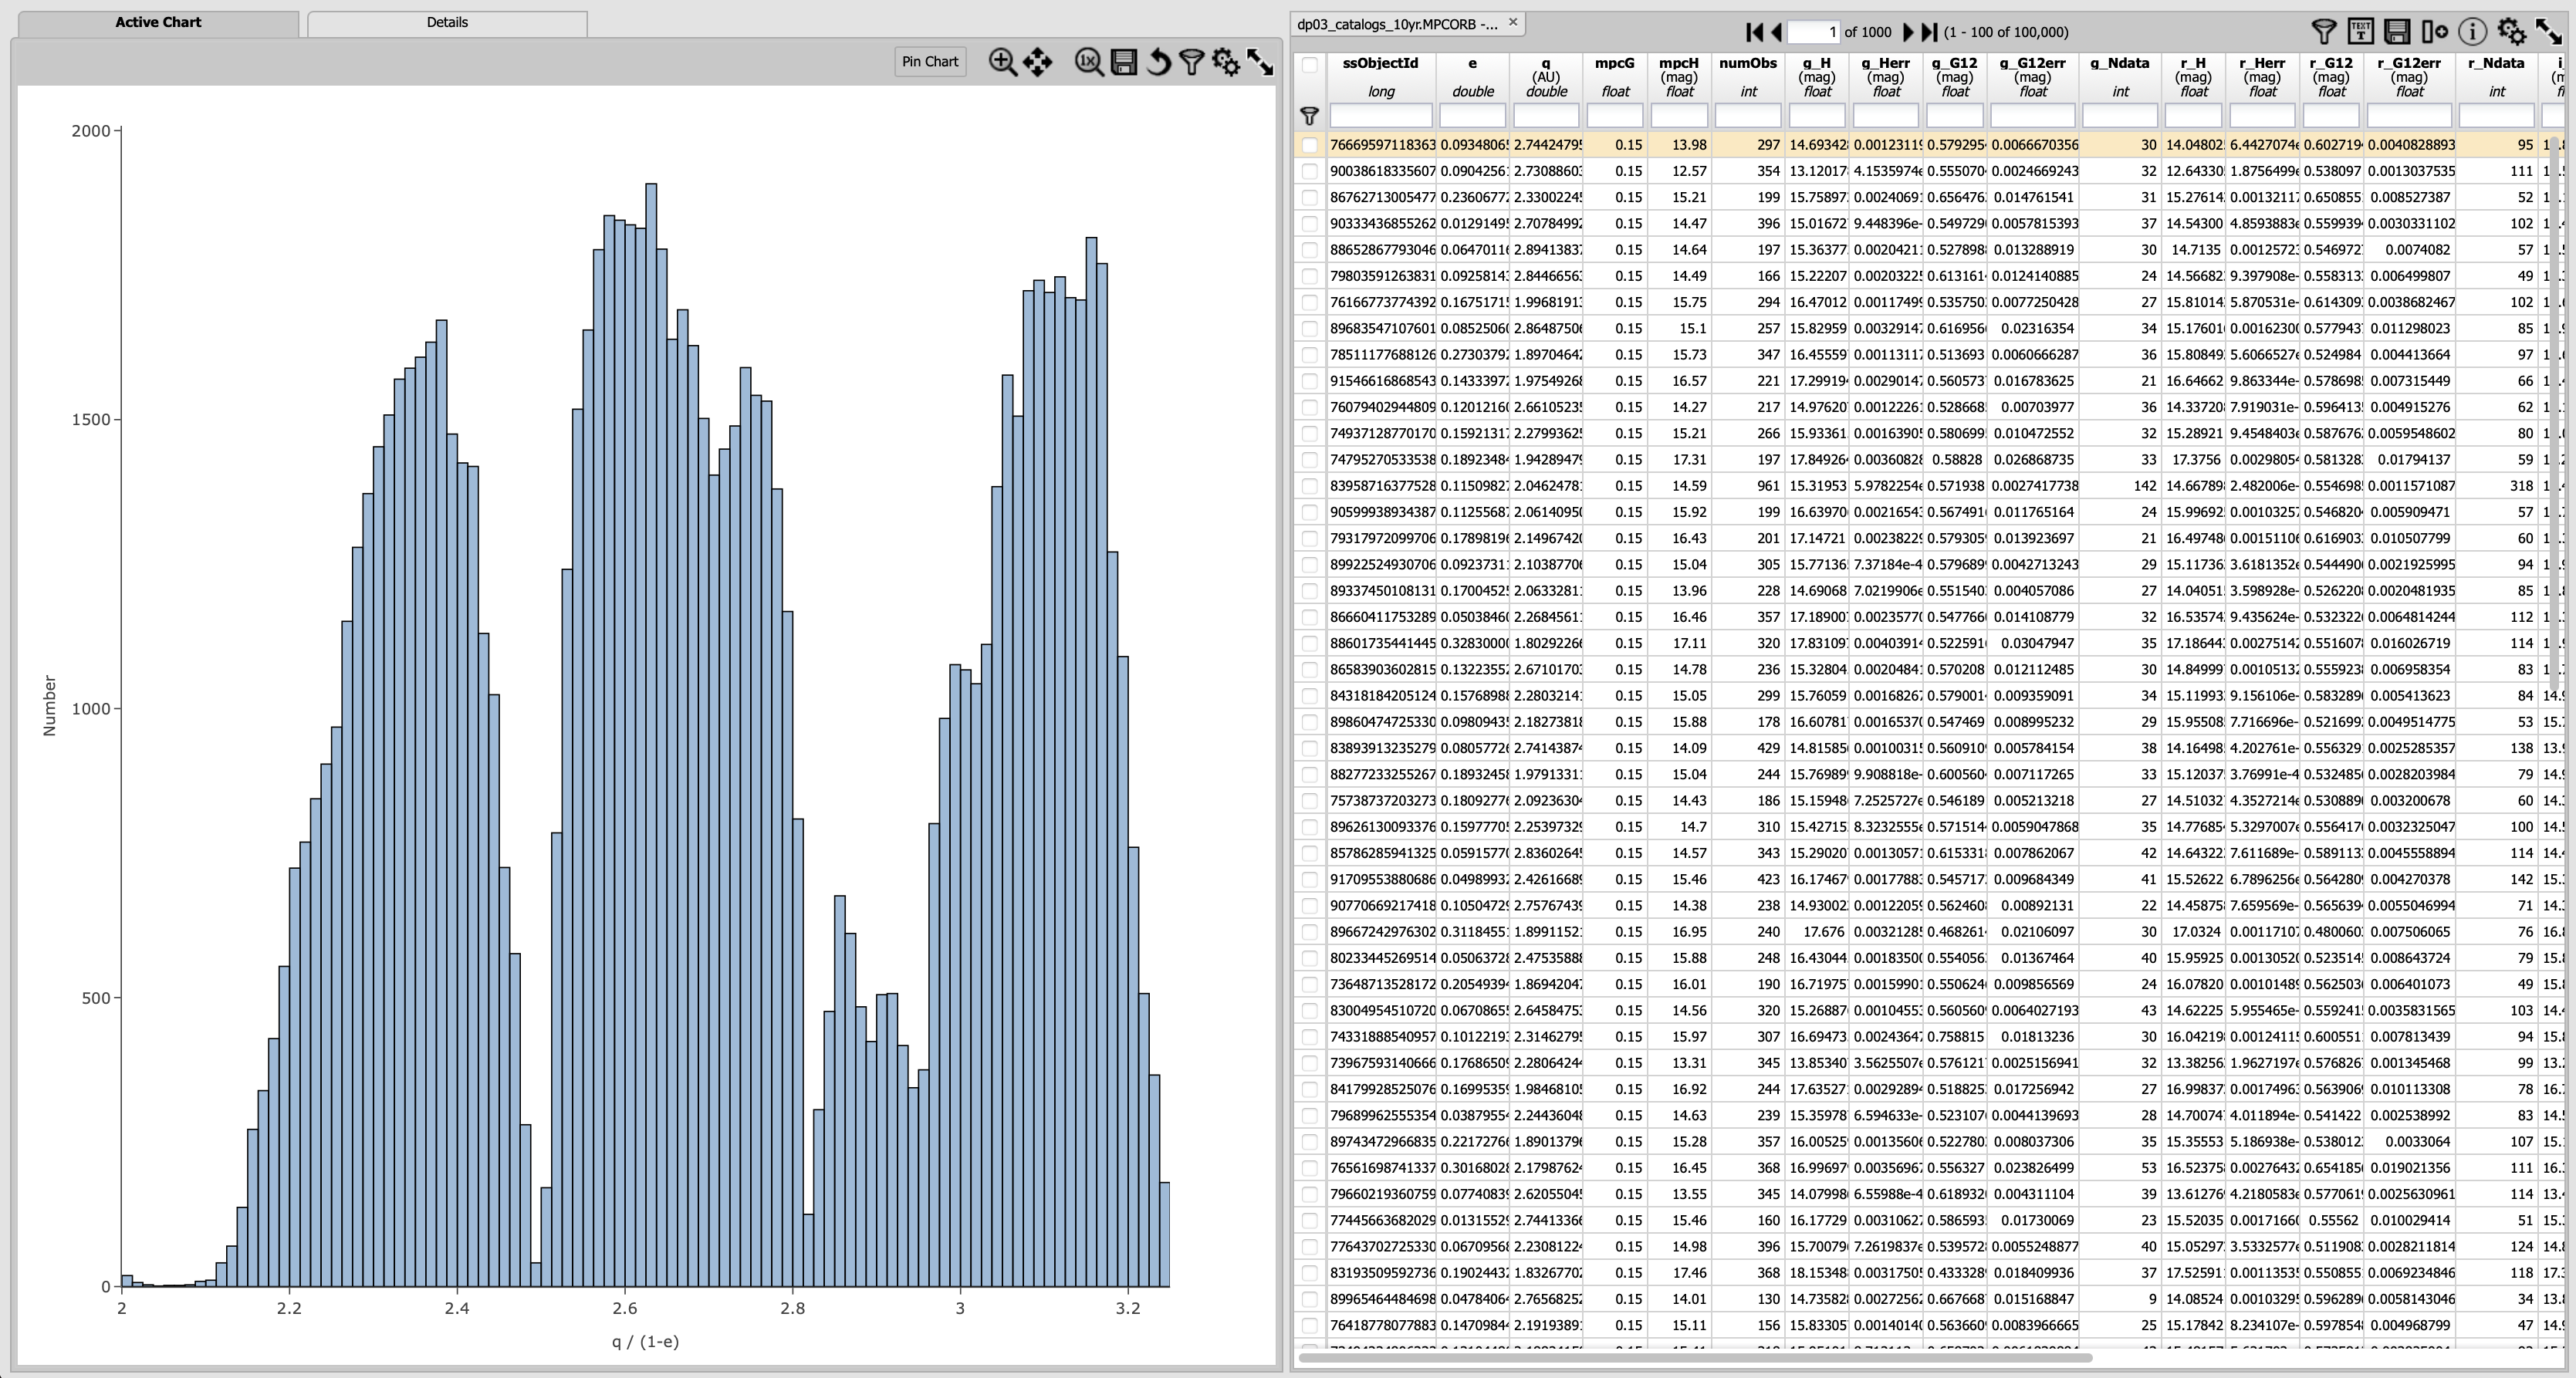 Active Chart
Details
Pin Chart
2000
1500
1000
500
0
Number
2 2.2 2.4 2.6 2.8 3 3.2
q / (1-e)
dp03_catalogs_10yr.MPCORB -...
1 of 1000 (1 - 100 of 100,000)
ssObjectId e q mpcG mpcH numObs g_H g_Herr g_G12 g_G12err g_Ndata r_H r_Herr r_G12 r_G12err r_Ndata
(AU) (mag) (mag) (mag) (mag) (mag) (mag) (mag) (mag) (mag)
long double double float float int float float float float int float float float float int
76669597118363 0.0934806 2.7442479 0.15 13.98 297 14.69342 0.0012311 0.579295 0.0066670356 30 14.04802 6.4427074 0.602719 0.0040828893 95
90038618335607 0.0904256 2.7308860 0.15 12.57 354 13.12017 4.1535974 0.555070 0.0024669243 32 12.64330 1.8756499 0.538097 0.0013037535 111
86762713005477 0.2360677 2.3300224 0.15 15.21 199 15.75897 0.0024069 0.656476 0.014761541 31 15.27614 0.0013211 0.650855 0.008527387 52
90333436855262 0.0129149 2.7078499 0.15 14.47 396 15.01672 9.448396e- 0.549729 0.0057815393 37 14.54300 4.8593883 0.559939 0.0030331102 102
88652867793046 0.0647011 2.8941383 0.15 14.64 197 15.36377 0.0020421 0.527898 0.013288919 30 14.7135 0.0012572 0.546972 0.0074082 57
79803591263831 0.0925814 2.8446656 0.15 14.49 166 15.22207 0.0020322 0.613161 0.0124140885 24 14.56682 9.397908e- 0.558313 0.006499807 49
76166773774392 0.1675171 1.9968191 0.15 15.75 294 16.47012 0.0011749 0.535750 0.0077250428 27 15.81014 5.870531e- 0.614309 0.0038682467 102
89683547107601 0.0852506 2.8648750 0.15 15.1 257 15.82959 0.0032914 0.616956 0.02316354 34 15.17601 0.0016230 0.577943 0.011298023 85
78511177688126 0.2730379 1.8970464 0.15 15.73 347 16.45559 0.0011311 0.513693 0.0060666287 36 15.80849 5.6066527 0.524984 0.004413664 97
91546616868543 0.1433397 1.9754926 0.15 16.57 221 17.29919 0.0029014 0.560573 0.016783625 21 16.64662 9.863344e- 0.578698 0.007315449 66
76079402944809 0.1201216 2.6610523 0.15 14.27 217 14.97620 0.0012226 0.528668 0.00703977 36 14.33720 7.919031e- 0.596413 0.004915276 62
74937128770170 0.1592131 2.2799362 0.15 15.21 266 15.93361 0.0016390 0.580699 0.010472552 32 15.28921 9.4548403 0.587676 0.0059548602 80
74795270533538 0.1892348 1.9428947 0.15 17.31 197 17.84926 0.0036082 0.58828 0.026868735 33 17.3756 0.0029805 0.581328 0.01794137 59
83958716377528 0.1150982 2.0462478 0.15 14.59 961 15.31953 5.9782254 0.571938 0.0027417738 142 14.66789 2.482006e- 0.554698 0.0011571087 318
90599938934387 0.1125568 2.0614095 0.15 15.92 199 16.63970 0.0021654 0.567491 0.011765164 24 15.99692 0.0010325 0.546820 0.005909471 57
79317972099706 0.1789819 2.1496742 0.15 16.43 201 17.14721 0.0023822 0.579305 0.013923697 21 16.49748 0.0015110 0.616903 0.010507799 60
89922524930706 0.0923731 2.1038770 0.15 15.04 305 15.77136 7.37184e-4 0.579689 0.0042713243 29 15.11736 3.6181352 0.544490 0.0021925995 94
89337450108131 0.1700452 2.0633281 0.15 13.96 228 14.69068 7.0219906 0.551540 0.004057086 27 14.04051 3.598928e- 0.526220 0.0020481935 85
86660411753289 0.0503846 2.2684561 0.15 16.46 357 17.18900 0.0023577 0.547766 0.014108779 32 16.53574 9.435624e- 0.532322 0.0064814244 112
88601735441445 0.3283000 1.8029226 0.15 17.11 320 17.83109 0.0040391 0.522591 0.03047947 35 17.18644 0.0027514 0.551607 0.016026719 114
86583903602815 0.1322355 2.6710170 0.15 14.78 236 15.32804 0.0020484 0.570208 0.012112485 30 14.84999 0.0010513 0.555923 0.006958354 83
84318184205124 0.1576898 2.2803214 0.15 15.05 299 15.76059 0.0016826 0.579001 0.009359091 34 15.11993 9.156106e- 0.583289 0.005413623 84
89860474725330 0.0980943 2.1827381 0.15 15.88 178 16.60781 0.0016537 0.547469 0.008995232 29 15.95508 7.716696e- 0.521699 0.0049514775 53
83893913235279 0.0805772 2.7414387 0.15 14.09 429 14.81585 0.0010031 0.560910 0.005784154 38 14.16498 4.202761e- 0.556329 0.0025285357 138
88277233255267 0.1893245 1.9791331 0.15 15.04 244 15.76989 9.908818e- 0.600560 0.007117265 33 15.12037 3.76991e-4 0.532485 0.0028203984 79
75738737203273 0.1809277 2.0923630 0.15 14.43 186 15.15948 7.2525727 0.546189 0.005213218 27 14.51032 4.3527214 0.530889 0.003200678 60
89626130093376 0.1597770 2.2539732 0.15 14.7 310 15.42715 8.3232555 0.571514 0.0059047868 35 14.77685 5.3297007 0.556417 0.0032325047 100
85786285941325 0.0591577 2.8360264 0.15 14.57 343 15.29020 0.0013057 0.615331 0.007862067 42 14.64322 7.611689e- 0.589113 0.0045558894 114
91709553880686 0.0498993 2.4261668 0.15 15.46 423 16.17467 0.0017788 0.545717 0.009684349 41 15.52622 6.7896256 0.564280 0.004270378 142
90770669217418 0.1050472 2.7576743 0.15 14.38 238 14.93002 0.0012205 0.562460 0.00892131 22 14.45875 7.659569e- 0.565639 0.0055046994 71
89667242976302 0.3118455 1.8991152 0.15 16.95 240 17.676 0.0032128 0.468261 0.02106097 30 17.0324 0.0011710 0.480060 0.007506065 76
80233445269514 0.0506372 2.4753588 0.15 15.88 248 16.43044 0.0018350 0.554056 0.01367464 40 15.95925 0.0013052 0.523514 0.008643724 79
73648713528172 0.2054939 1.8694204 0.15 16.01 190 16.71975 0.0015990 0.550624 0.009856569 24 16.07820 0.0010148 0.562503 0.006401073 49
83004954510720 0.0670865 2.6458475 0.15 14.56 320 15.26887 0.0010455 0.560560 0.0064027193 43 14.62225 5.955465e- 0.559241 0.0035831565 103
74331888540957 0.1012219 2.3146279 0.15 15.97 307 16.69473 0.0024364 0.758815 0.01813236 30 16.04219 0.0012411 0.600551 0.007813439 94
73967593140666 0.1768650 2.2806424 0.15 13.31 345 13.85340 3.5625507 0.576121 0.0025156941 32 13.38256 1.9627197 0.576826 0.001345468 99
84179928525076 0.1699535 1.9846810 0.15 16.92 244 17.63527 0.0029289 0.518825 0.017256942 27 16.99837 0.0017496 0.563906 0.010113308 78
79689962555354 0.0387955 2.2443604 0.15 14.63 239 15.35978 6.594633e- 0.523107 0.0044139693 28 14.70074 4.011894e- 0.541422 0.002538992 83
89743472966835 0.2217276 1.8901379 0.15 15.28 357 16.00525 0.0013560 0.522780 0.008037306 35 15.35553 5.186938e- 0.538012 0.0033064 107
76561698741337 0.3016802 2.1798762 0.15 16.45 368 16.99697 0.0035696 0.556327 0.023826499 53 16.52375 0.0027643 0.654185 0.019021356 111
79660219360759 0.0774083 2.6205504 0.15 13.55 345 14.07998 6.55988e-4 0.618932 0.004311104 39 13.61276 4.2180583 0.577061 0.0025630961 114
77445663682029 0.0131552 2.7441336 0.15 15.46 160 16.17729 0.0031062 0.586593 0.01730069 23 15.52035 0.0017166 0.55562 0.010029414 51
77643702725330 0.0670956 2.2308122 0.15 14.98 396 15.70079 7.2619837 0.539572 0.0055248877 40 15.05297 3.5332577 0.511908 0.0028211814 124
83193509592736 0.1902443 1.8326770 0.15 17.46 368 18.15348 0.0031750 0.433328 0.018409936 37 17.52591 0.0011353 0.550855 0.0069234846 118
89965464484698 0.0478406 2.7656825 0.15 14.01 130 14.73582 0.0027256 0.667668 0.015168847 9 14.08524 0.0010329 0.596289 0.0058143046 34
76418778077883 0.1470984 2.1919389 0.15 15.11 156 15.83305 0.0014014 0.563660 0.0083966665 25 15.17842 8.234107e- 0.597854 0.004968799 47